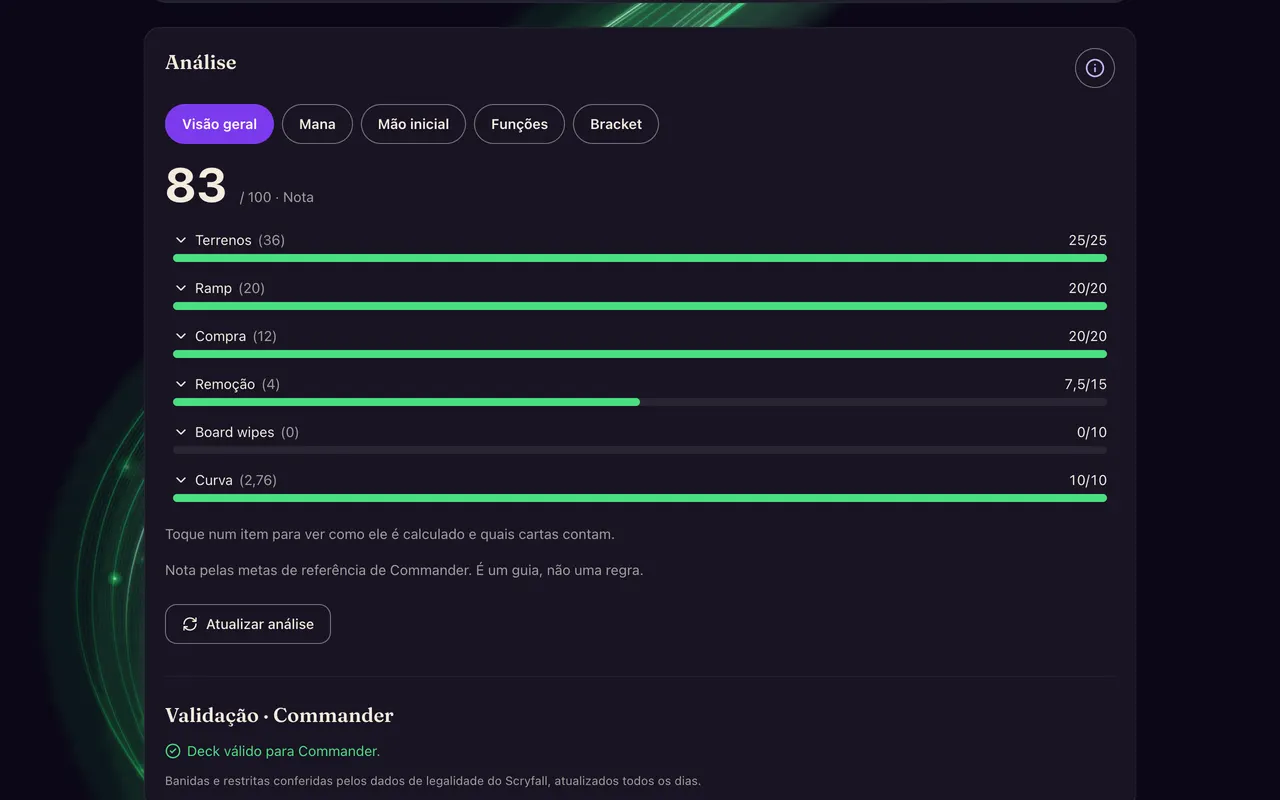 Análise
Visão geral
Mana
Mão inicial
Funções
Bracket
83 / 100 · Nota
Terrenos (36) 25/25
Ramp (20) 20/20
Compra (12) 20/20
Remoção (4) 7,5/15
Board wipes (0) 0/10
Curva (2,76) 10/10
Toque num item para ver como ele é calculado e quais cartas contam.
Nota pelas metas de referência de Commander. É um guia, não uma regra.
Atualizar análise
Validação · Commander
Deck válido para Commander.
Banidas e restritas conferidas pelos dados de legalidade do Scryfall, atualizados todos os dias.